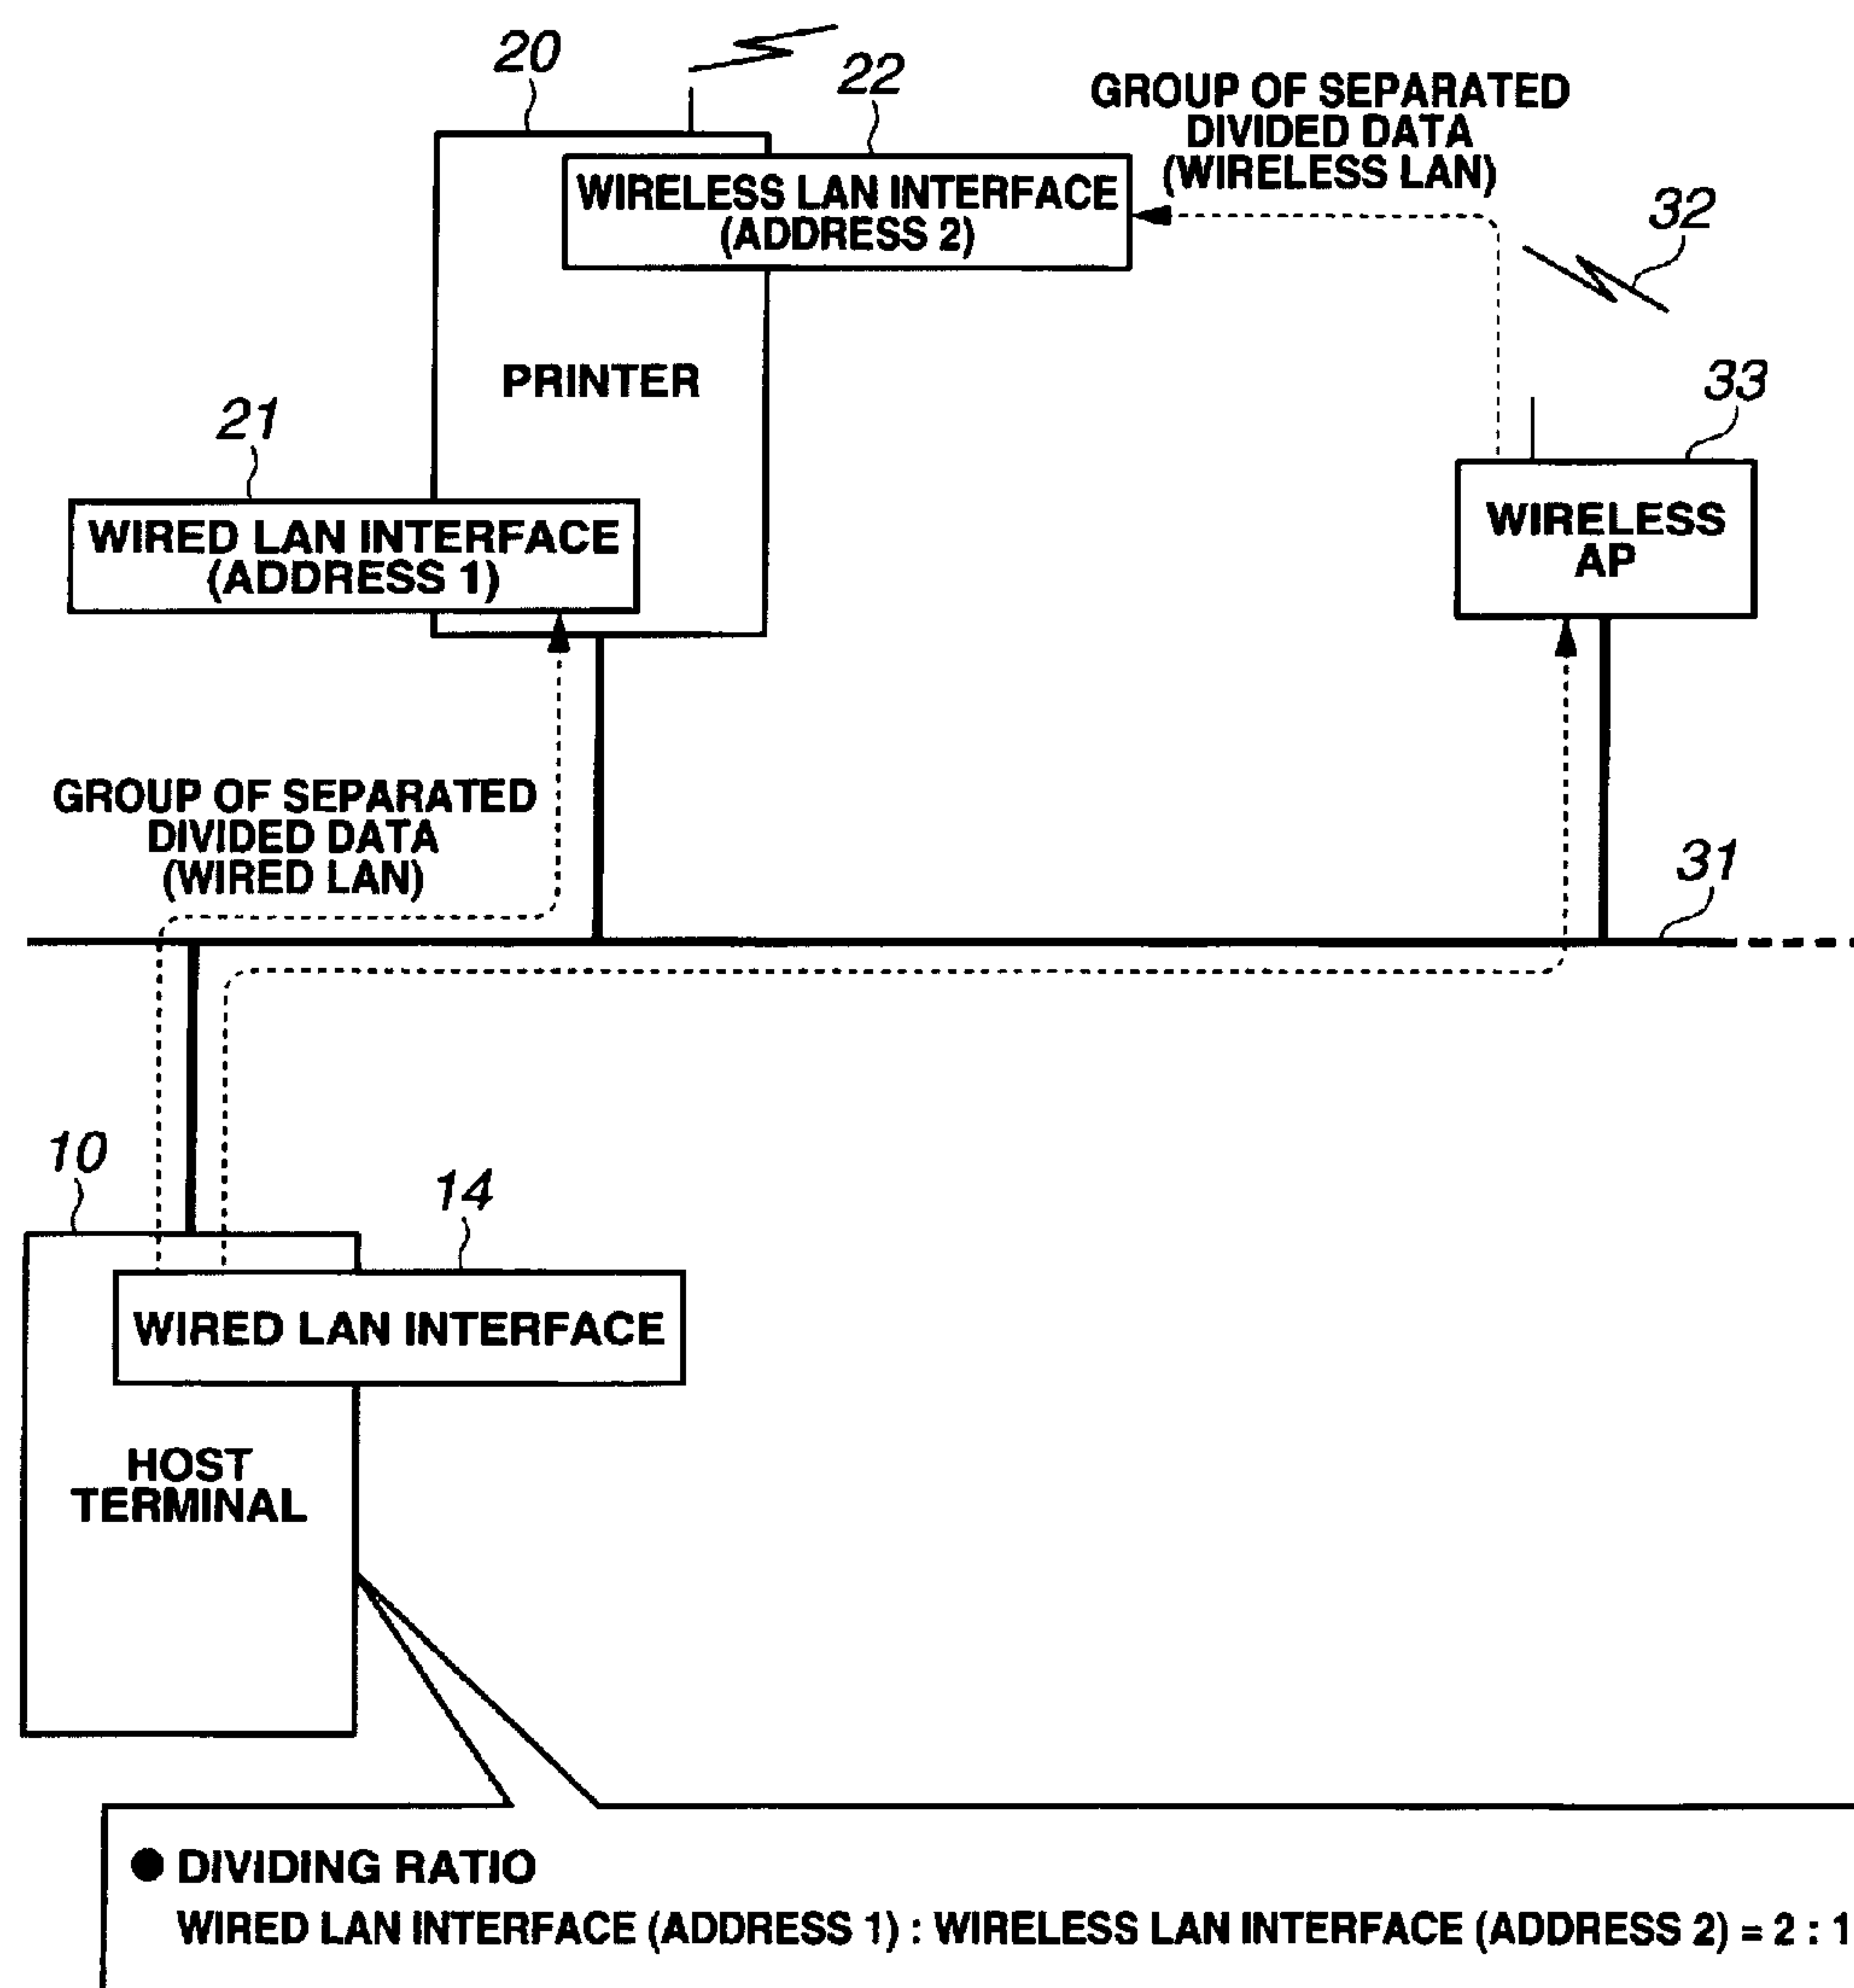 20
22
GROUP OF SEPARATED
DIVIDED DATA
(WIRELESS LAN)
WIRELESS LAN INTERFACE
(ADDRESS 2)
32
PRINTER
33
21
WIRELESS
AP
WIRED LAN INTERFACE
(ADDRESS 1)
GROUP OF SEPARATED
DIVIDED DATA
(WIRED LAN)
31
10
14
WIRED LAN INTERFACE
HOST
TERMINAL
● DIVIDING RATIO
WIRED LAN INTERFACE (ADDRESS 1) : WIRELESS LAN INTERFACE (ADDRESS 2) = 2 : 1